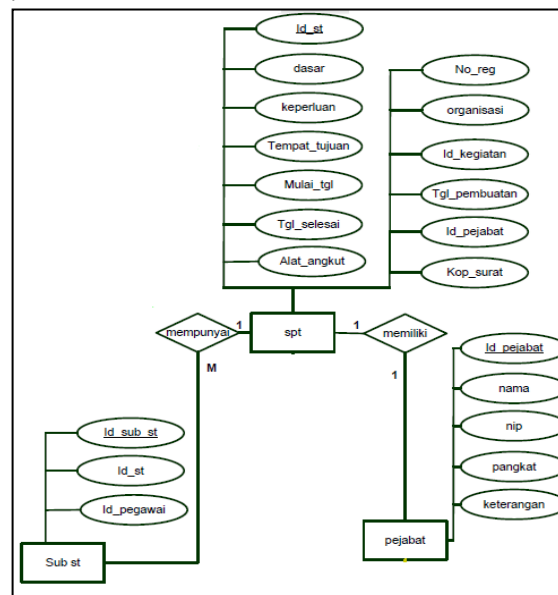 Id_st
dasar
keperluan
Tempat_tujuan
Mulai_tgl
Tgl_selesai
Alat_angkut
No_reg
organisasi
Id_kegiatan
Tgl_pembuatan
Id_pejabat
Kop_surat
mempunyai
1
spt
1
memiliki
M
1
Id_sub_st
Id_st
Id_pegawai
Sub st
Id_pejabat
nama
nip
pangkat
keterangan
pejabat